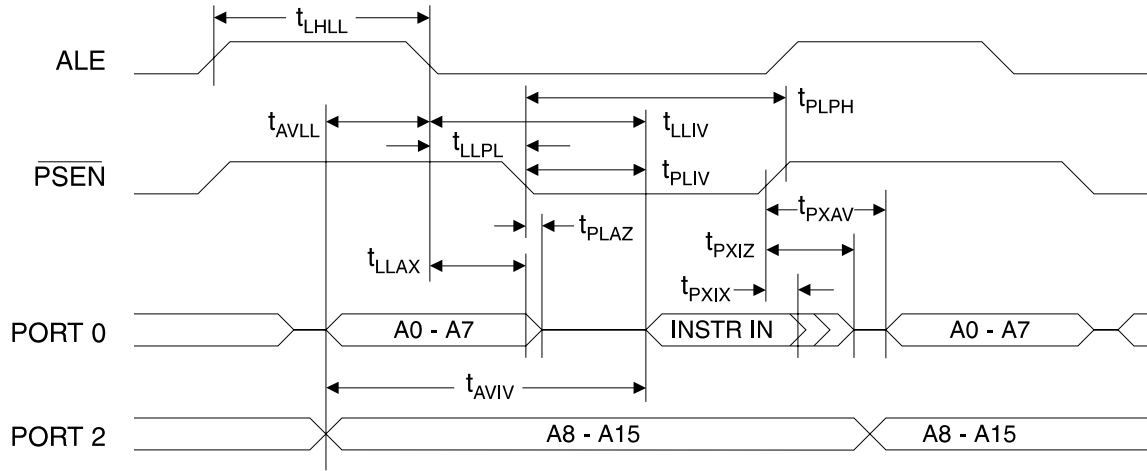 tLHLL
ALE
tPLPH
tAVLL
tLLIV
tLLPL
PSEN
tPLIV
tPXAV
tPLAZ
tPXIZ
tLLAX
tPXIX
PORT 0
A0 - A7
INSTR IN
A0 - A7
tAVIV
PORT 2
A8 - A15
A8 - A15